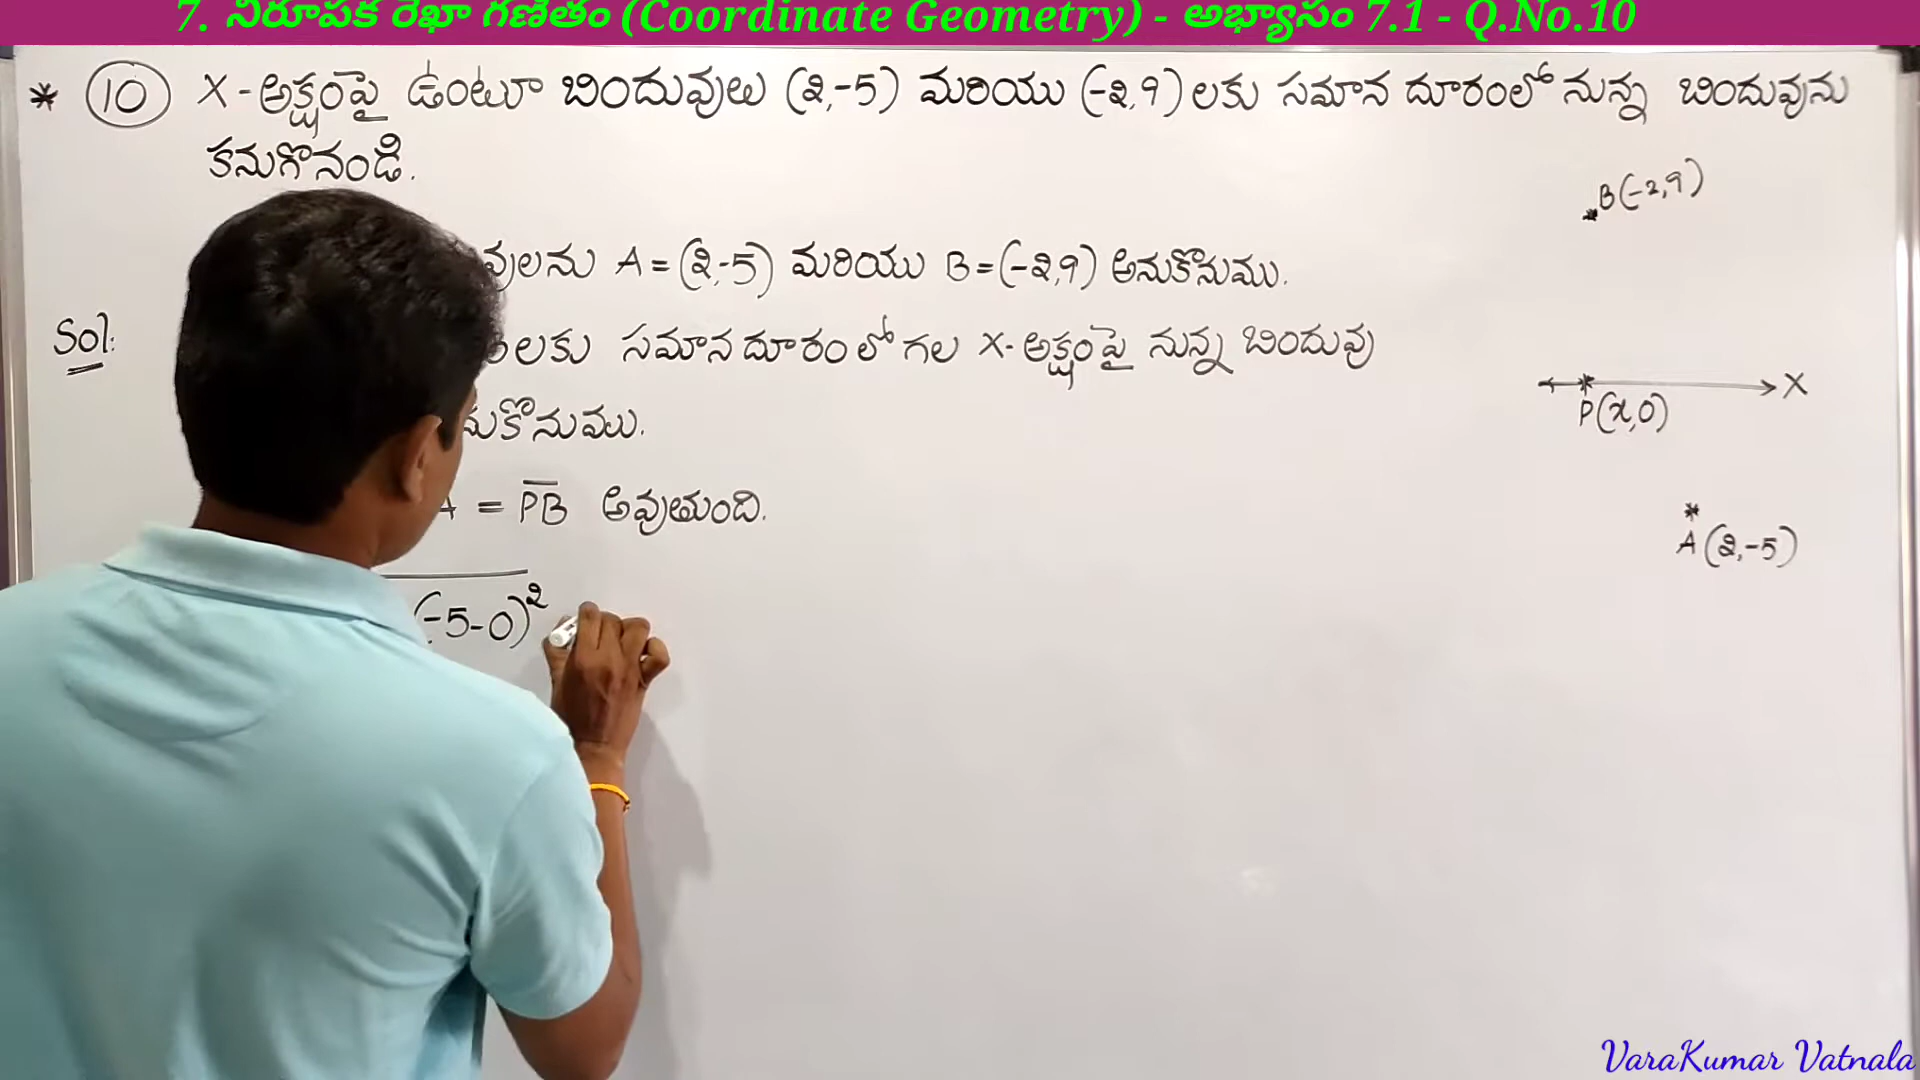 7. నిరూపక రేఖా గణితం (Coordinate Geometry) - అభ్యాసం 7.1 - Q.No.10
* 10 X-అక్షంపై ఉంటూ బిందువులు (2,-5) మరియు (-2,9) లకు సమాన దూరంలో నున్న బిందువును
కనుగొనండి.
B(-2,9)
వులను A=(2,-5) మరియు B=(-2,9) అనుకొనుము.
Sol: లకు సమానదూరంలో గల X-అక్షంపై నున్న బిందువు
X
P(x,0)
నుకొనుము.
A = PB అవుతుంది.
A(2,-5)
(-5-0)²
VaraKumar Vatnala